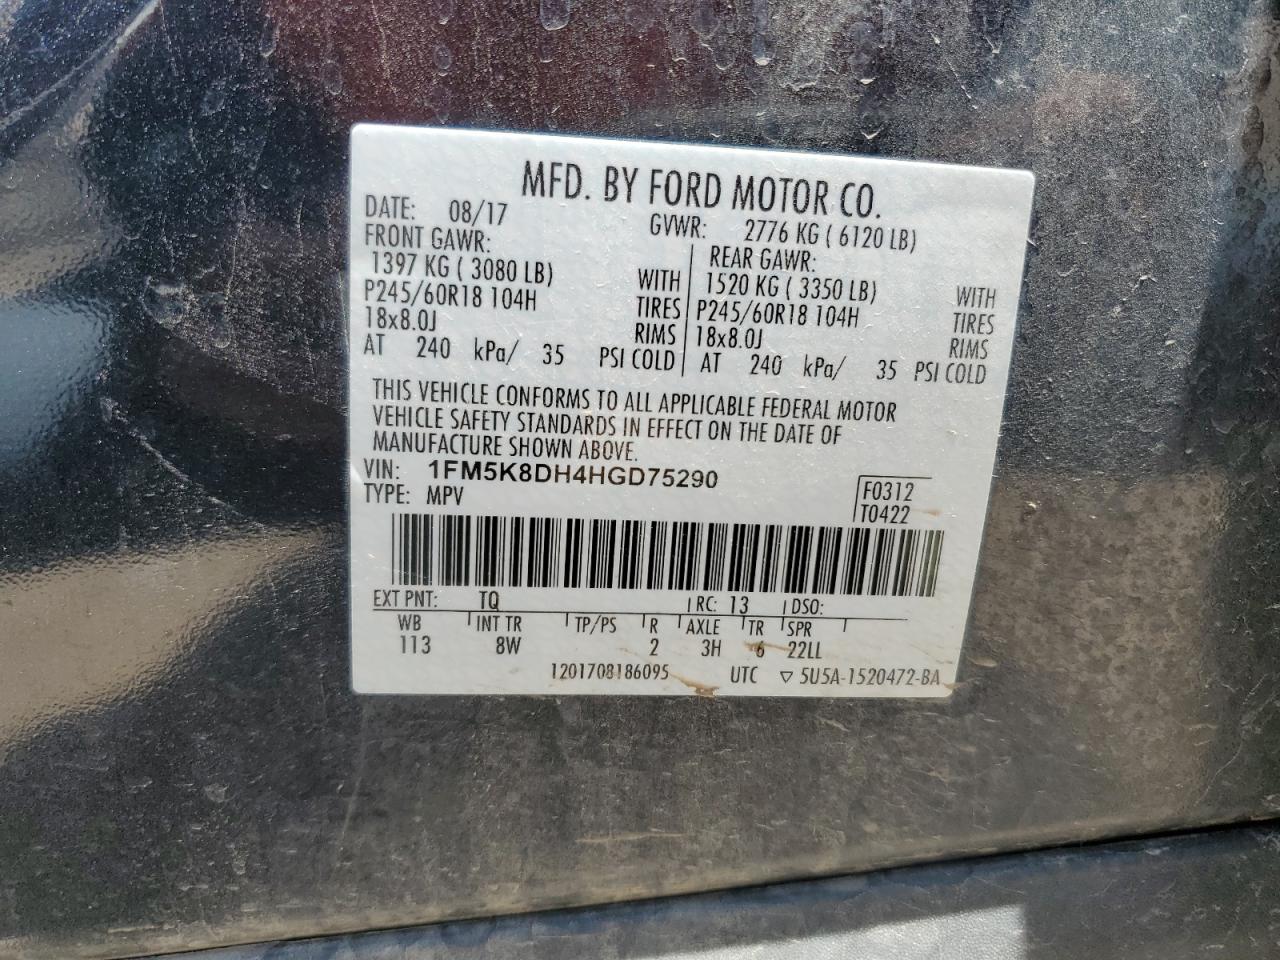 MFD. BY FORD MOTOR CO.
DATE: 08/17 GVWR: 2776 KG ( 6120 LB)
FRONT GAWR: REAR GAWR:
1397 KG ( 3080 LB) WITH 1520 KG ( 3350 LB) WITH
P245/60R18 104H TIRES P245/60R18 104H TIRES
18x8.0J RIMS 18x8.0J RIMS
AT 240 kPa/ 35 PSI COLD AT 240 kPa/ 35 PSI COLD
THIS VEHICLE CONFORMS TO ALL APPLICABLE FEDERAL MOTOR
VEHICLE SAFETY STANDARDS IN EFFECT ON THE DATE OF
MANUFACTURE SHOWN ABOVE.
VIN: 1FM5K8DH4HGD75290
TYPE: MPV F0312
T0422
EXT PNT: TQ RC: 13 DSO:
WB INT TR TP/PS R AXLE TR SPR
113 8W 2 3H 6 22LL
1201708186095 UTC ▽ 5U5A-1520472-BA